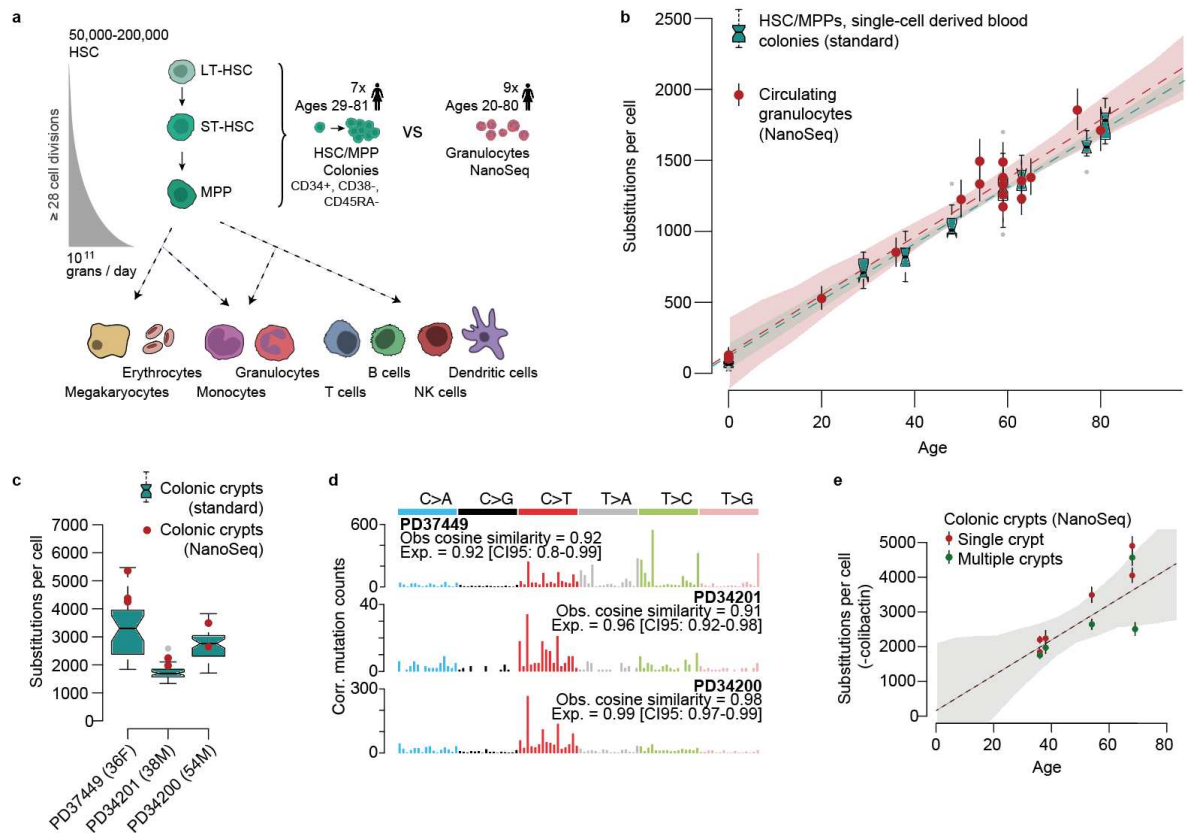 a
50,000-200,000
HSC
LT-HSC
ST-HSC
MPP
≥ 28 cell divisions
10¹¹
grans / day
7x
Ages 29-81
HSC/MPP
Colonies
CD34+, CD38-,
CD45RA-
VS
9x
Ages 20-80
Granulocytes
NanoSeq
Erythrocytes
Granulocytes
B cells
Dendritic cells
Megakaryocytes
Monocytes
T cells
NK cells
b
HSC/MPPs, single-cell derived blood
colonies (standard)
Circulating
granulocytes
(NanoSeq)
Substitutions per cell
2500
2000
1500
1000
500
0
0 20 40 60 80
Age
c
Colonic crypts
(standard)
Colonic crypts
(NanoSeq)
Substitutions per cell
7000
6000
5000
4000
3000
2000
1000
0
PD37449 (36F)
PD34201 (38M)
PD34200 (54M)
d
C>A C>G C>T T>A T>C T>G
Corr. mutation counts
600
0
PD37449
Obs cosine similarity = 0.92
Exp. = 0.92 [CI95: 0.8-0.99]
40
0
PD34201
Obs. cosine similarity = 0.91
Exp. = 0.96 [CI95: 0.92-0.98]
300
0
PD34200
Obs. cosine similarity = 0.98
Exp. = 0.99 [CI95: 0.97-0.99]
e
Colonic crypts (NanoSeq)
Single crypt
Multiple crypts
Substitutions per cell
(-colibactin)
5000
4000
3000
2000
1000
0
0 20 40 60 80
Age